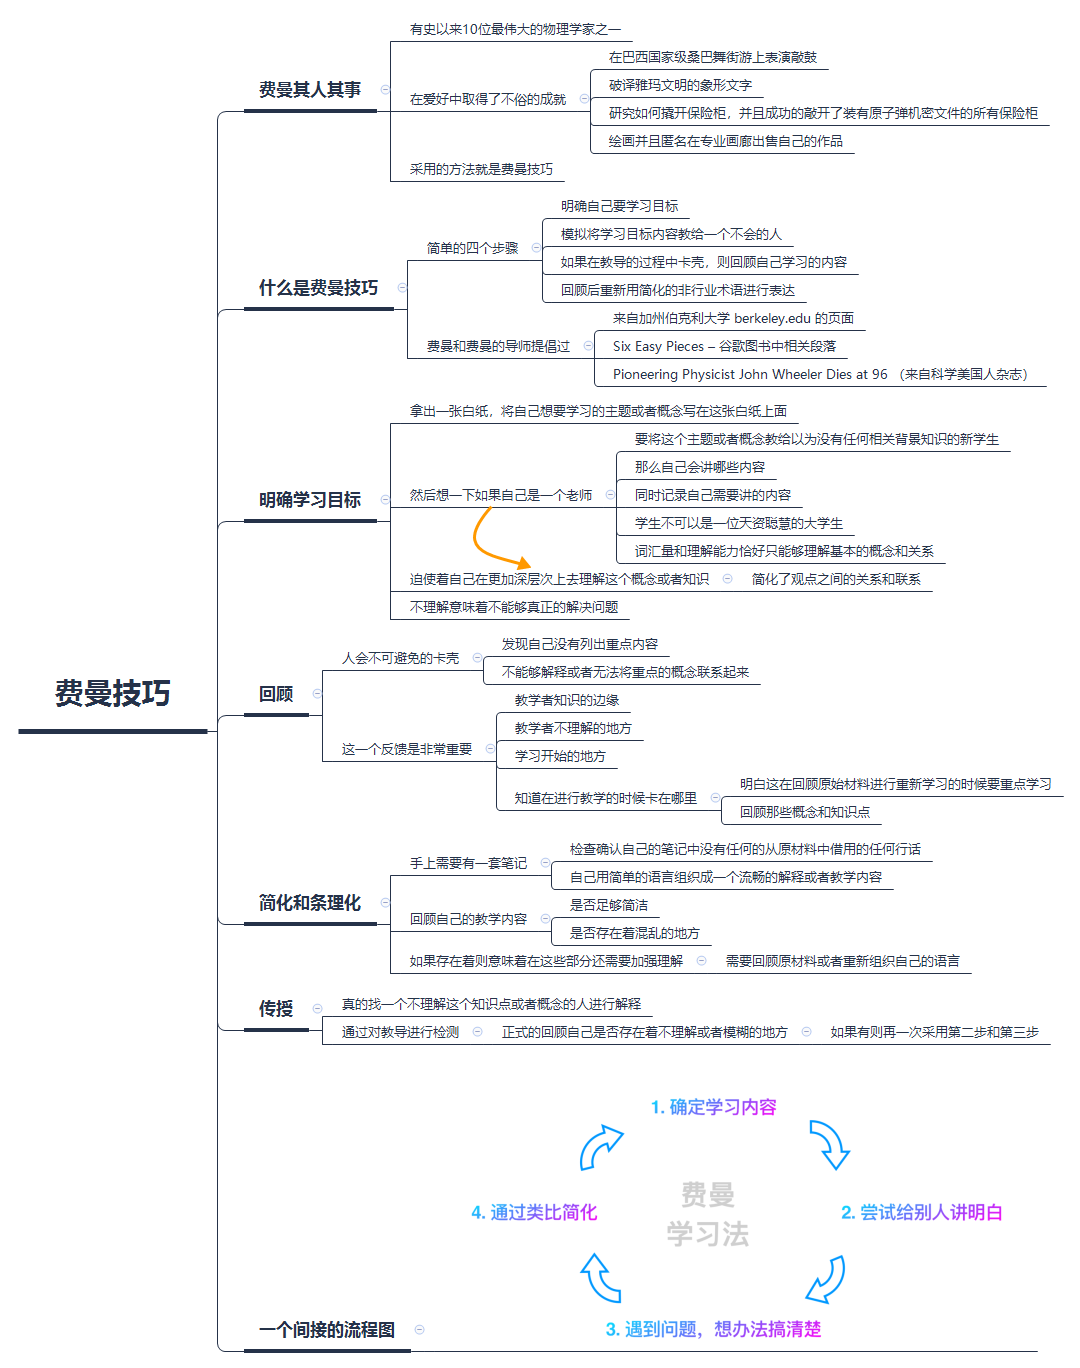 有史以来10位最伟大的物理学家之一
在巴西国家级桑巴舞街游上表演敲鼓
破译雅玛文明的象形文字
费曼其人其事
在爱好中取得了不俗的成就
研究如何撬开保险柜，并且成功的敲开了装有原子弹机密文件的所有保险柜
绘画并且匿名在专业画廊出售自己的作品
采用的方法就是费曼技巧
明确自己要学习目标
模拟将学习目标内容教给一个不会的人
简单的四个步骤
如果在教导的过程中卡壳，则回顾自己学习的内容
什么是费曼技巧
回顾后重新用简化的非行业术语进行表达
来自加州伯克利大学 berkeley.edu 的页面
费曼和费曼的导师提倡过
Six Easy Pieces – 谷歌图书中相关段落
Pioneering Physicist John Wheeler Dies at 96 （来自科学美国人杂志）
拿出一张白纸，将自己想要学习的主题或者概念写在这张白纸上面
要将这个主题或者概念教给以为没有任何相关背景知识的新学生
那么自己会讲哪些内容
明确学习目标
然后想一下如果自己是一个老师
同时记录自己需要讲的内容
学生不可以是一位天资聪慧的大学生
词汇量和理解能力恰好只能够理解基本的概念和关系
迫使着自己在更加深层次上去理解这个概念或者知识
简化了观点之间的关系和联系
不理解意味着不能够真正的解决问题
发现自己没有列出重点内容
人会不可避免的卡壳
不能够解释或者无法将重点的概念联系起来
费曼技巧
回顾
教学者知识的边缘
教学者不理解的地方
这一个反馈是非常重要
学习开始的地方
明白这在回顾原始材料进行重新学习的时候要重点学习
知道在进行教学的时候卡在哪里
回顾那些概念和知识点
检查确认自己的笔记中没有任何的从原材料中借用的任何行话
手上需要有一套笔记
自己用简单的语言组织成一个流畅的解释或者教学内容
简化和条理化
是否足够简洁
回顾自己的教学内容
是否存在着混乱的地方
如果存在着则意味着在这些部分还需要加强理解
需要回顾原材料或者重新组织自己的语言
真的找一个不理解这个知识点或者概念的人进行解释
传授
通过对教导进行检测
正式的回顾自己是否存在着不理解或者模糊的地方
如果有则再一次采用第二步和第三步
1. 确定学习内容
费曼
学习法
4. 通过类比简化
2. 尝试给别人讲明白
3. 遇到问题，想办法搞清楚
一个间接的流程图